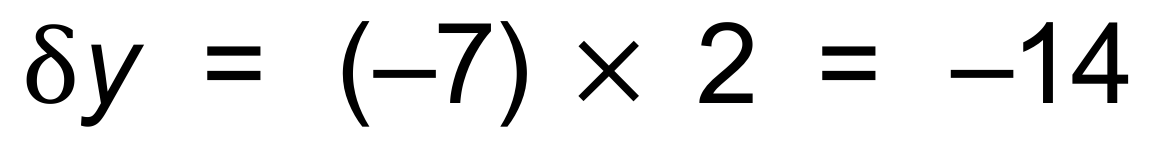 δy = (–7) × 2 = –14